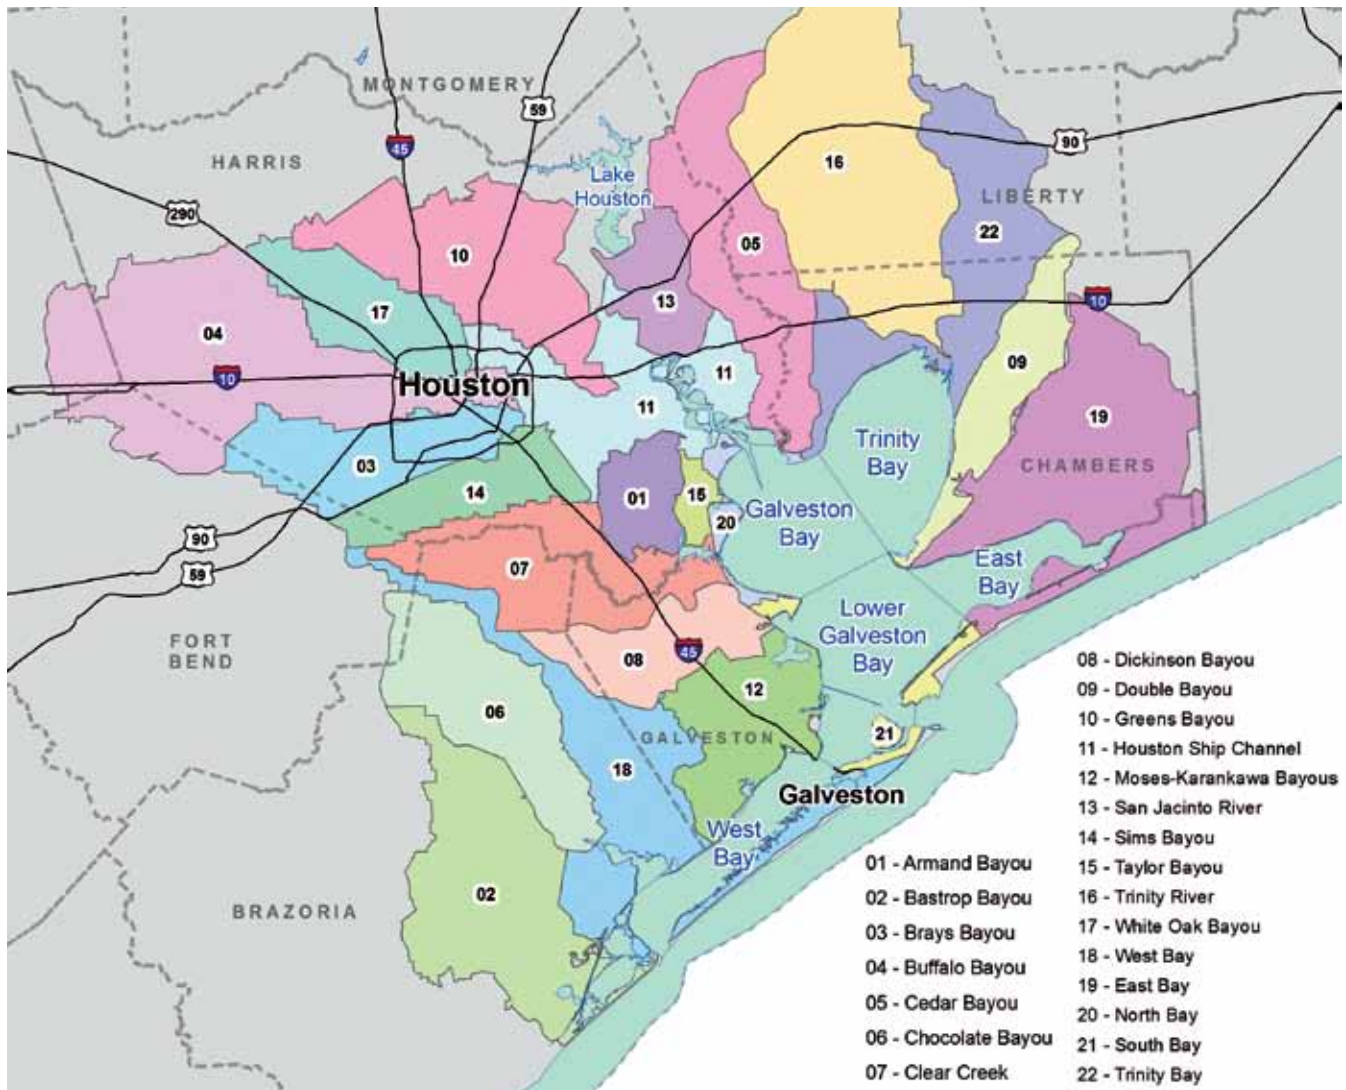 MONTGOMERY
59
45
90
HARRIS
16
Lake
Houston
LIBERTY
290
22
05
10
13
10
17
04
09
10
Houston
11
11
19
Trinity
Bay
CHAMBERS
03
14
01
15
Galveston
Bay
20
90
East
Bay
07
59
Lower
Galveston
Bay
FORT
BEND
45
08
12
06
GALVESTON
21
18
Galveston
West
Bay
02
BRAZORIA
01 - Armand Bayou
02 - Bastrop Bayou
03 - Brays Bayou
04 - Buffalo Bayou
05 - Cedar Bayou
06 - Chocolate Bayou
07 - Clear Creek
08 - Dickinson Bayou
09 - Double Bayou
10 - Greens Bayou
11 - Houston Ship Channel
12 - Moses-Karankawa Bayous
13 - San Jacinto River
14 - Sims Bayou
15 - Taylor Bayou
16 - Trinity River
17 - White Oak Bayou
18 - West Bay
19 - East Bay
20 - North Bay
21 - South Bay
22 - Trinity Bay